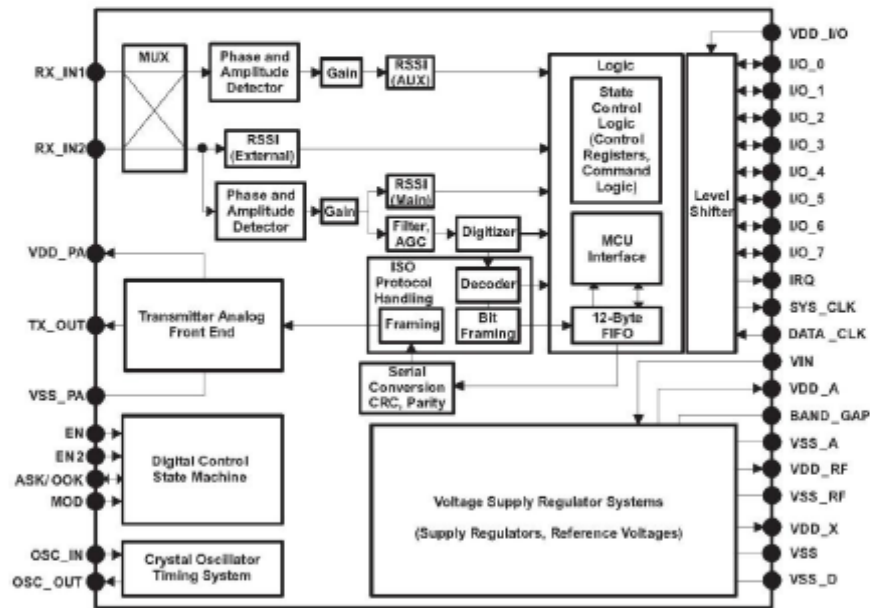 MUX
Phase and
Amplitude
Detector
Gain
RSSI
(AUX)
RSSI
(External)
Phase and
Amplitude
Detector
Gain
RSSI
(Main)
Filter,
AGC
Digitizer
ISO
Protocol
Handling
Decoder
Framing
Bit
Framing
Serial
Conversion
CRC, Parity
Logic
State
Control
Logic
(Control
Registers,
Command
Logic)
MCU
Interface
12-Byte
FIFO
Level
Shifter
Transmitter Analog
Front End
Digital Control
State Machine
Crystal Oscillator
Timing System
Voltage Supply Regulator Systems
(Supply Regulators, Reference Voltages)
RX_IN1
RX_IN2
VDD_PA
TX_OUT
VSS_PA
EN
EN2
ASK/OOK
MOD
OSC_IN
OSC_OUT
VDD_I/O
I/O_0
I/O_1
I/O_2
I/O_3
I/O_4
I/O_5
I/O_6
I/O_7
IRQ
SYS_CLK
DATA_CLK
VIN
VDD_A
BAND_GAP
VSS_A
VDD_RF
VSS_RF
VDD_X
VSS
VSS_D